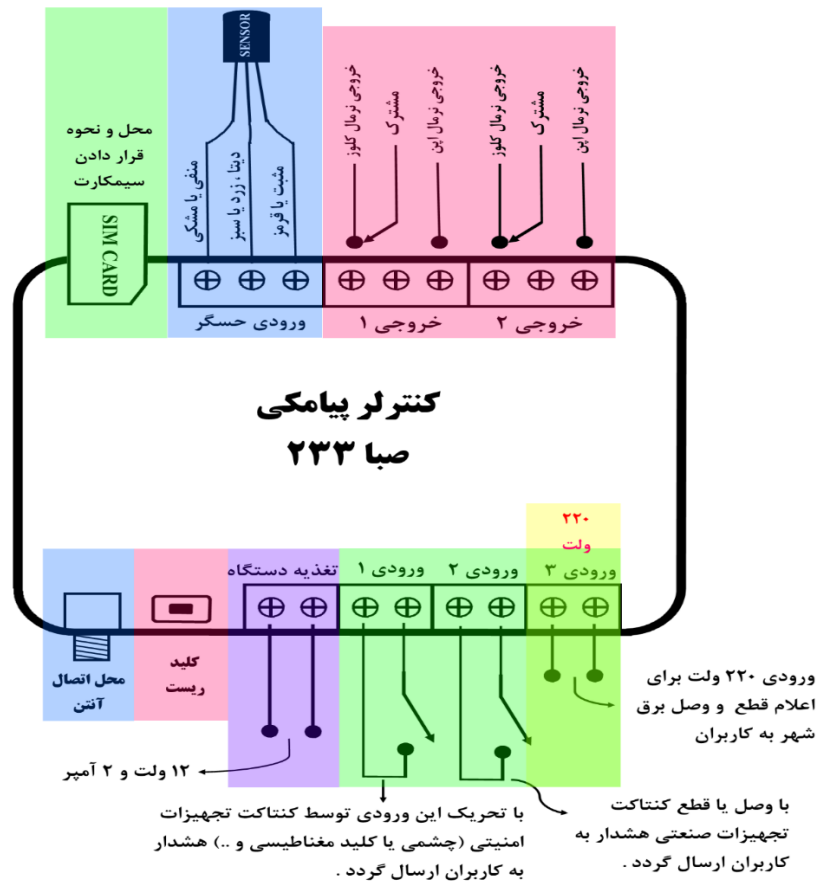 SENSOR
محل و نحوه
قرار دادن
سیمکارت
SIM CARD
منفی یا مشکی
دیتا ، زرد یا سبز
مثبت یا قرمز
خروجی نرمال کلوز
مشترک
خروجی نرمال اپن
خروجی نرمال کلوز
مشترک
خروجی نرمال اپن
ورودی حسگر
خروجی ۱
خروجی ۲
کنترلر پیامکی
صبا ۲۳۳
۲۲۰
ولت
تغذیه دستگاه
ورودی ۱
ورودی ۲
ورودی ۳
محل اتصال
آنتن
کلید
ریست
۱۲ ولت و ۲ آمپر
ورودی ۲۲۰ ولت برای
اعلام قطع و وصل برق
شهر به کاربران
با تحریک این ورودی توسط کنتاکت تجهیزات
امنیتی (چشمی یا کلید مغناطیسی و ..) هشدار
به کاربران ارسال گردد .
با وصل یا قطع کنتاکت
تجهیزات صنعتی هشدار به
کاربران ارسال گردد .